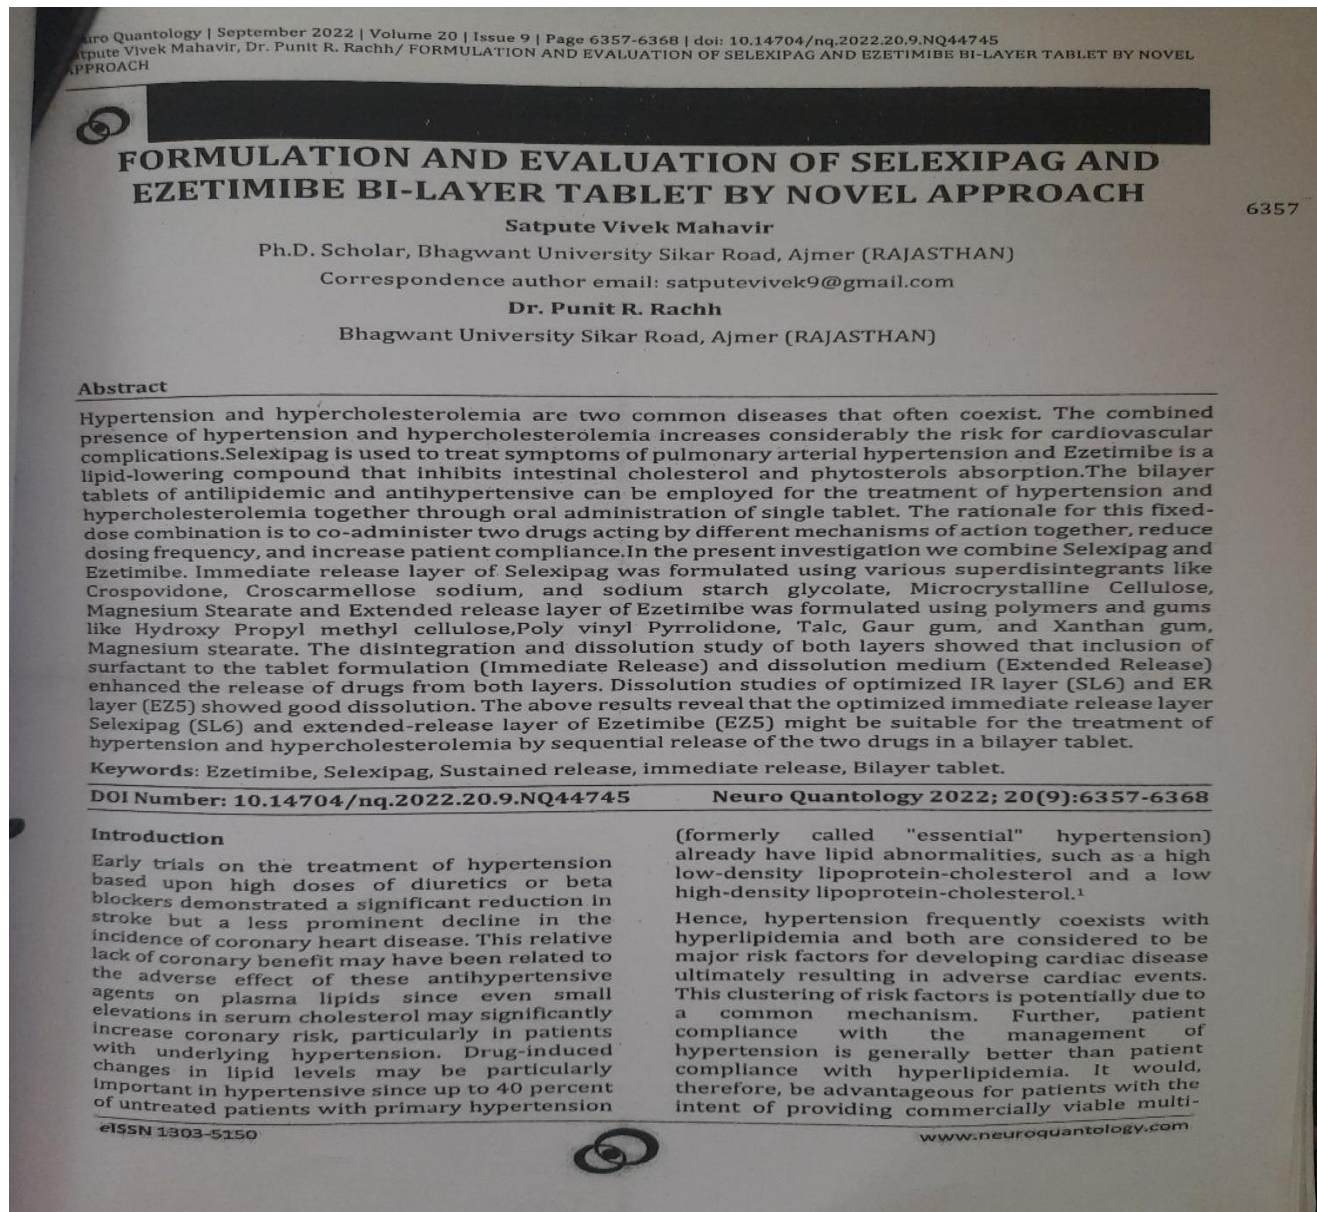 uro Quantology | September 2022 | Volume 20 | Issue 9 | Page 6357-6368 | doi: 10.14704/nq.2022.20.9.NQ44745
tpute Vivek Mahavir, Dr. Punit R. Rachh/ FORMULATION AND EVALUATION OF SELEXIPAG AND EZETIMIBE BI-LAYER TABLET BY NOVEL
APPROACH
FORMULATION AND EVALUATION OF SELEXIPAG AND
EZETIMIBE BI-LAYER TABLET BY NOVEL APPROACH
6357
Satpute Vivek Mahavir
Ph.D. Scholar, Bhagwant University Sikar Road, Ajmer (RAJASTHAN)
Correspondence author email: satputevivek9@gmail.com
Dr. Punit R. Rachh
Bhagwant University Sikar Road, Ajmer (RAJASTHAN)
Abstract
Hypertension and hypercholesterolemia are two common diseases that often coexist. The combined
presence of hypertension and hypercholesterolemia increases considerably the risk for cardiovascular
complications.Selexipag is used to treat symptoms of pulmonary arterial hypertension and Ezetimibe is a
lipid-lowering compound that inhibits intestinal cholesterol and phytosterols absorption.The bilayer
tablets of antilipidemic and antihypertensive can be employed for the treatment of hypertension and
hypercholesterolemia together through oral administration of single tablet. The rationale for this fixed-
dose combination is to co-administer two drugs acting by different mechanisms of action together, reduce
dosing frequency, and increase patient compliance.In the present investigation we combine Selexipag and
Ezetimibe. Immediate release layer of Selexipag was formulated using various superdisintegrants like
Crospovidone, Croscarmellose sodium, and sodium starch glycolate, Microcrystalline Cellulose,
Magnesium Stearate and Extended release layer of Ezetimibe was formulated using polymers and gums
like Hydroxy Propyl methyl cellulose,Poly vinyl Pyrrolidone, Talc, Gaur gum, and Xanthan gum,
Magnesium stearate. The disintegration and dissolution study of both layers showed that inclusion of
surfactant to the tablet formulation (Immediate Release) and dissolution medium (Extended Release)
enhanced the release of drugs from both layers. Dissolution studies of optimized IR layer (SL6) and ER
layer (EZ5) showed good dissolution. The above results reveal that the optimized immediate release layer
Selexipag (SL6) and extended-release layer of Ezetimibe (EZ5) might be suitable for the treatment of
hypertension and hypercholesterolemia by sequential release of the two drugs in a bilayer tablet.
Keywords: Ezetimibe, Selexipag, Sustained release, immediate release, Bilayer tablet.
DOI Number: 10.14704/nq.2022.20.9.NQ44745 Neuro Quantology 2022; 20(9):6357-6368
Introduction
Early trials on the treatment of hypertension
based upon high doses of diuretics or beta
blockers demonstrated a significant reduction in
stroke but a less prominent decline in the
incidence of coronary heart disease. This relative
lack of coronary benefit may have been related to
the adverse effect of these antihypertensive
agents on plasma lipids since even small
elevations in serum cholesterol may significantly
increase coronary risk, particularly in patients
with underlying hypertension. Drug-induced
changes in lipid levels may be particularly
important in hypertensive since up to 40 percent
of untreated patients with primary hypertension
(formerly called "essential" hypertension)
already have lipid abnormalities, such as a high
low-density lipoprotein-cholesterol and a low
high-density lipoprotein-cholesterol.¹
Hence, hypertension frequently coexists with
hyperlipidemia and both are considered to be
major risk factors for developing cardiac disease
ultimately resulting in adverse cardiac events.
This clustering of risk factors is potentially due to
a common mechanism. Further, patient
compliance with the management of
hypertension is generally better than patient
compliance with hyperlipidemia. It would,
therefore, be advantageous for patients with the
intent of providing commercially viable multi-
eISSN 1303-5150
www.neuroquantology.com